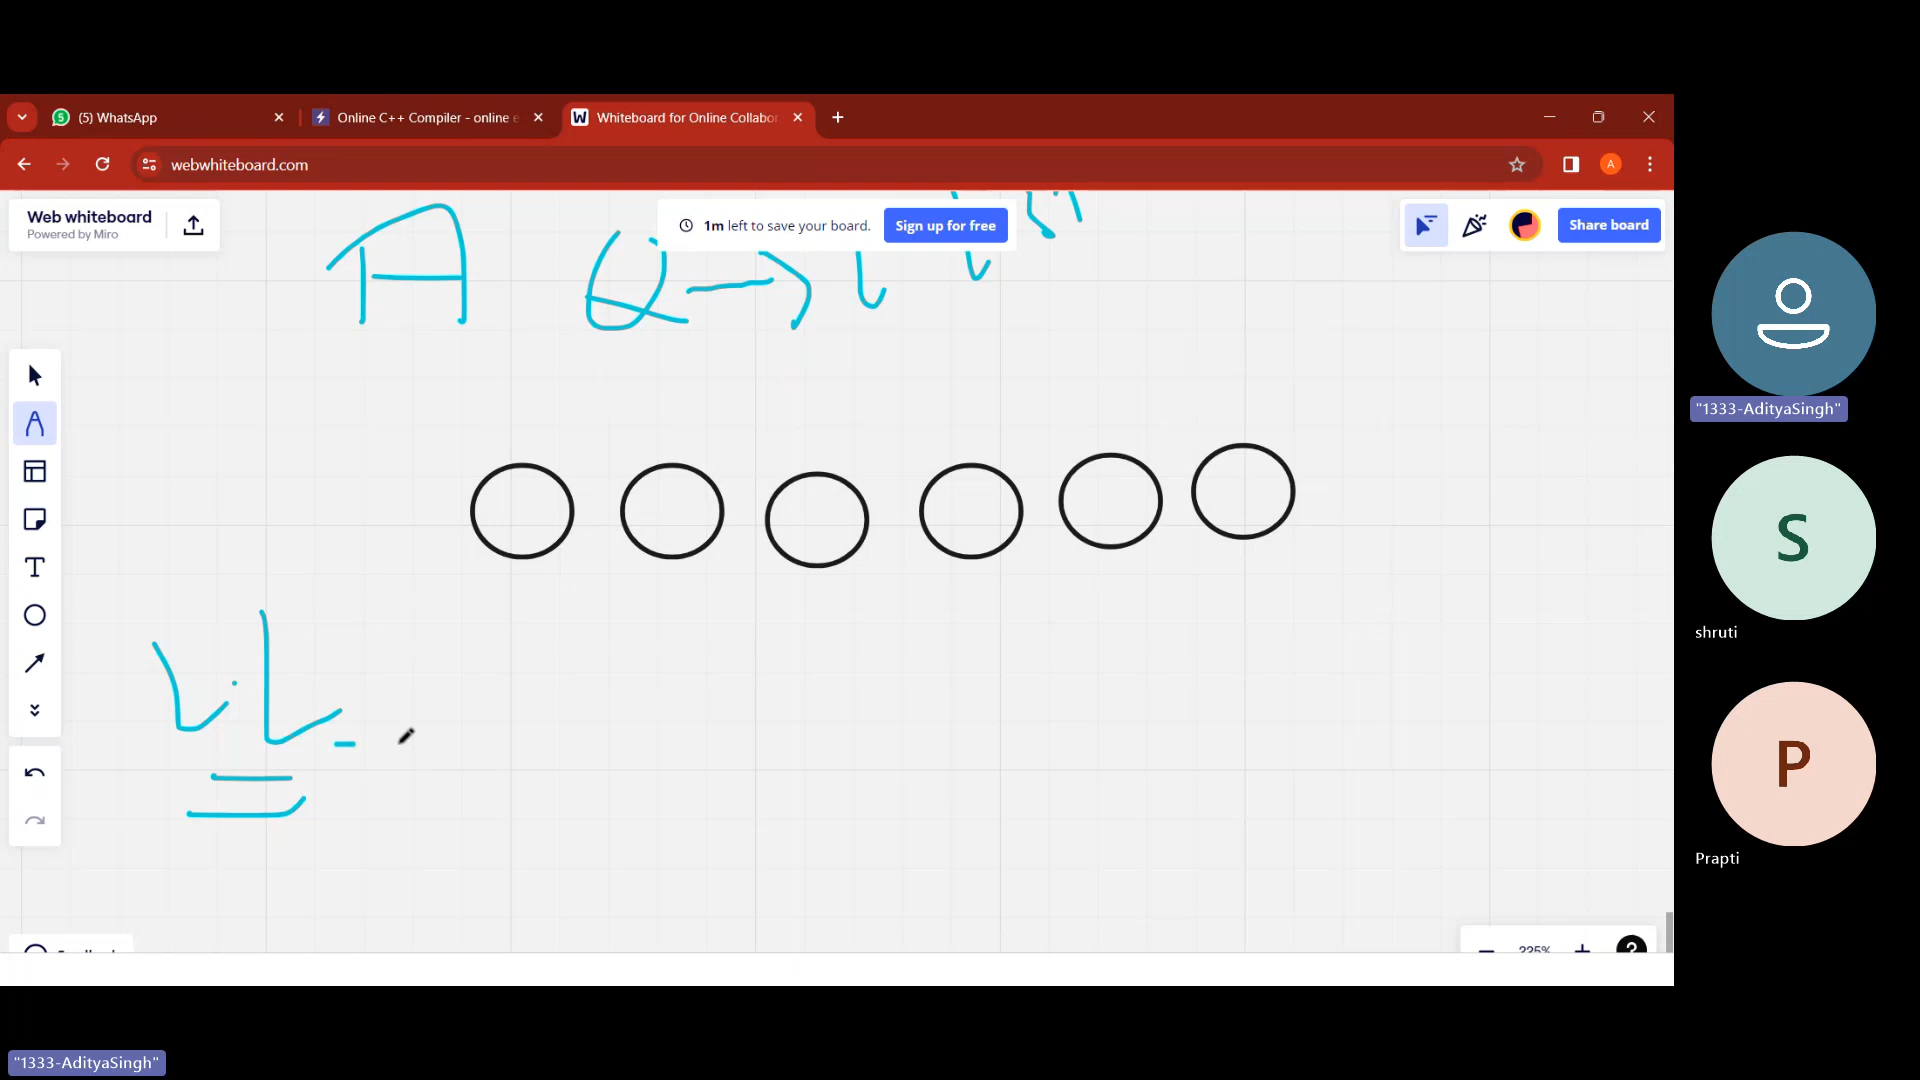 (5) WhatsApp
Online C++ Compiler - online e
Whiteboard for Online Collabor
webwhiteboard.com
A
Web whiteboard
Powered by Miro
1m left to save your board.
Sign up for free
Share board
A Q
L.L
"1333-AdityaSingh"
S
shruti
P
Prapti
225%
"1333-AdityaSingh"